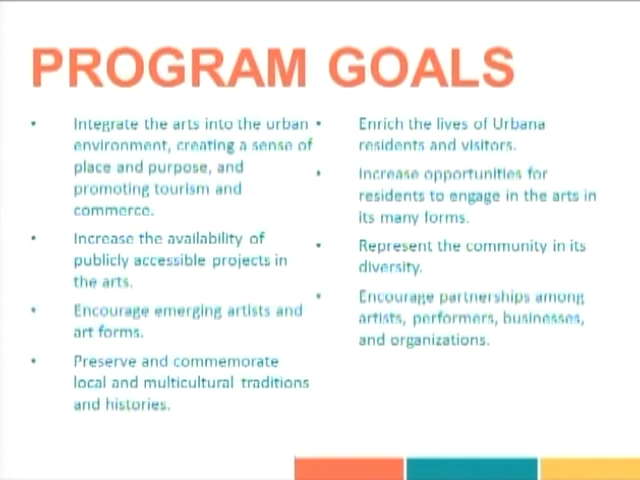 PROGRAM GOALS
• Integrate the arts into the urban
environment, creating a sense of
place and purpose, and
promoting tourism and
commerce.
• Increase the availability of
publicly accessible projects in
the arts.
• Encourage emerging artists and
art forms.
• Preserve and commemorate
local and multicultural traditions
and histories.
• Enrich the lives of Urbana
residents and visitors.
• Increase opportunities for
residents to engage in the arts in
its many forms.
• Represent the community in its
diversity.
• Encourage partnerships among
artists, performers, businesses,
and organizations.